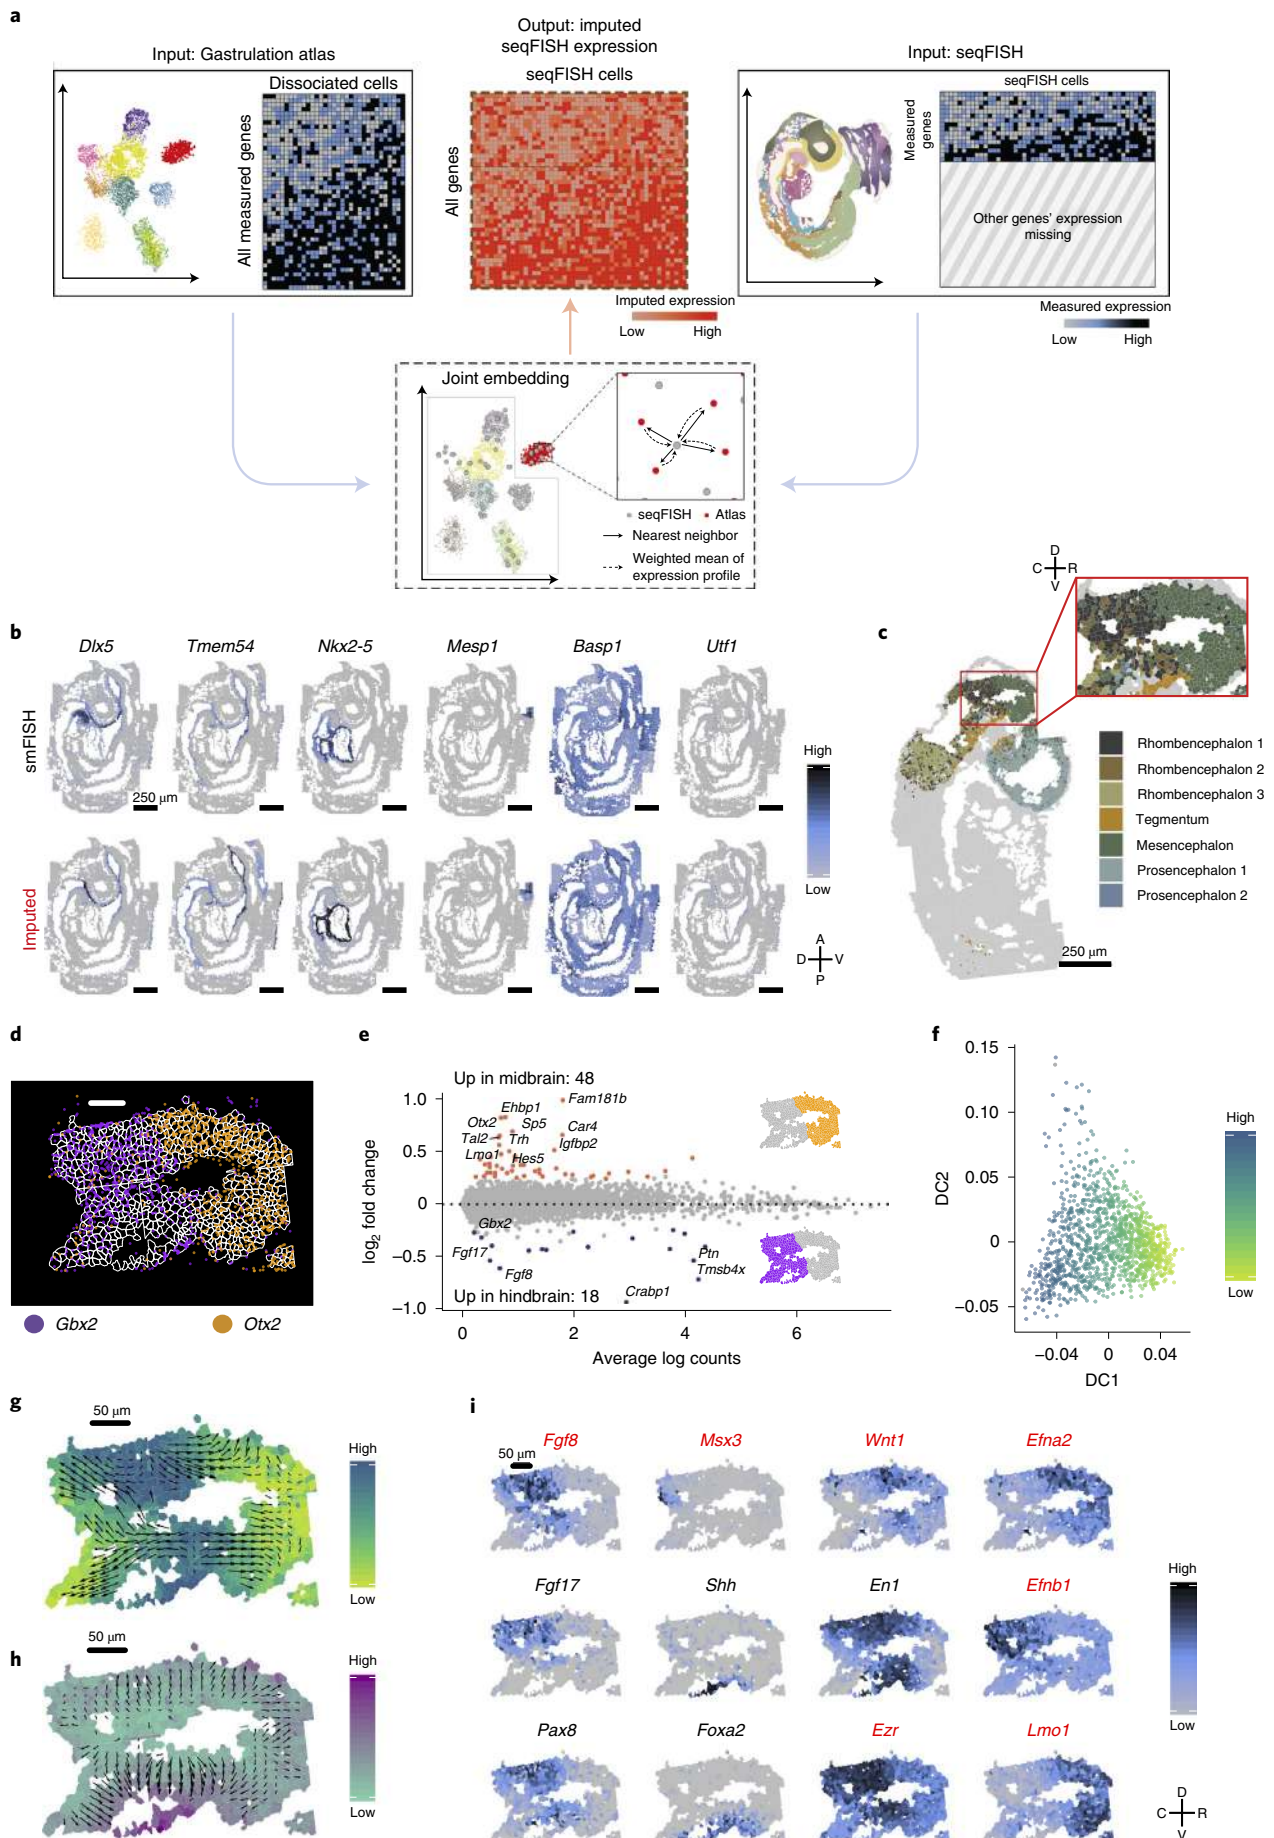 a
Input: Gastrulation atlas
Dissociated cells
All measured genes
Output: imputed
seqFISH expression
seqFISH cells
All genes
Imputed expression
Low High
Input: seqFISH
seqFISH cells
Measured
genes
Other genes' expression
missing
Measured expression
Low High
Joint embedding
seqFISH Atlas
Nearest neighbor
Weighted mean of
expression profile
b
Dlx5 Tmem54 Nkx2-5 Mesp1 Basp1 Utf1
smFISH
250 μm
Imputed
High
Low
A
D V
P
c
D
C R
V
Rhombencephalon 1
Rhombencephalon 2
Rhombencephalon 3
Tegmentum
Mesencephalon
Prosencephalon 1
Prosencephalon 2
250 μm
d
Gbx2 Otx2
e
Up in midbrain: 48
Fam181b
Ehbp1
Otx2 Sp5 Car4
Tal2 Trh Igfbp2
Lmo1 Hes5
Gbx2
Fgf17
Fgf8
Ptn
Tmsb4x
Crabp1
Up in hindbrain: 18
log2 fold change
1.0
0.5
0
−0.5
−1.0
0 2 4 6
Average log counts
f
DC2
0.15
0.10
0.05
0
−0.05
−0.04 0 0.04
DC1
High
Low
g
50 μm
High
Low
h
50 μm
High
Low
i
Fgf8 Msx3 Wnt1 Efna2
50 μm
Fgf17 Shh En1 Efnb1
Pax8 Foxa2 Ezr Lmo1
High
Low
D
C R
V